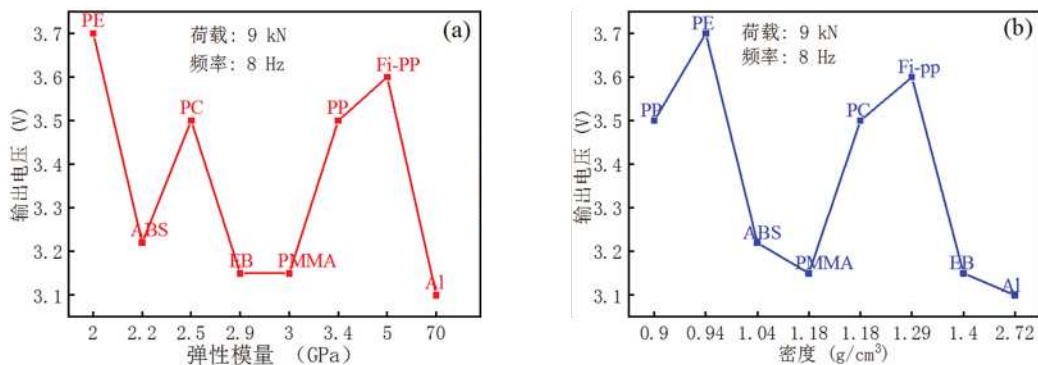 (a)
荷载: 9 kN
频率: 8 Hz
输出电压 (V)
3.7
3.6
3.5
3.4
3.3
3.2
3.1
PE
ABS
PC
EB
PMMA
PP
Fi-PP
Al
2 2.2 2.5 2.9 3 3.4 5 70
弹性模量 (GPa)
(b)
荷载: 9 kN
频率: 8 Hz
输出电压 (V)
3.7
3.6
3.5
3.4
3.3
3.2
3.1
PP
PE
ABS
PMMA
PC
Fi-pp
EB
Al
0.9 0.94 1.04 1.18 1.18 1.29 1.4 2.72
密度 (g/cm³)